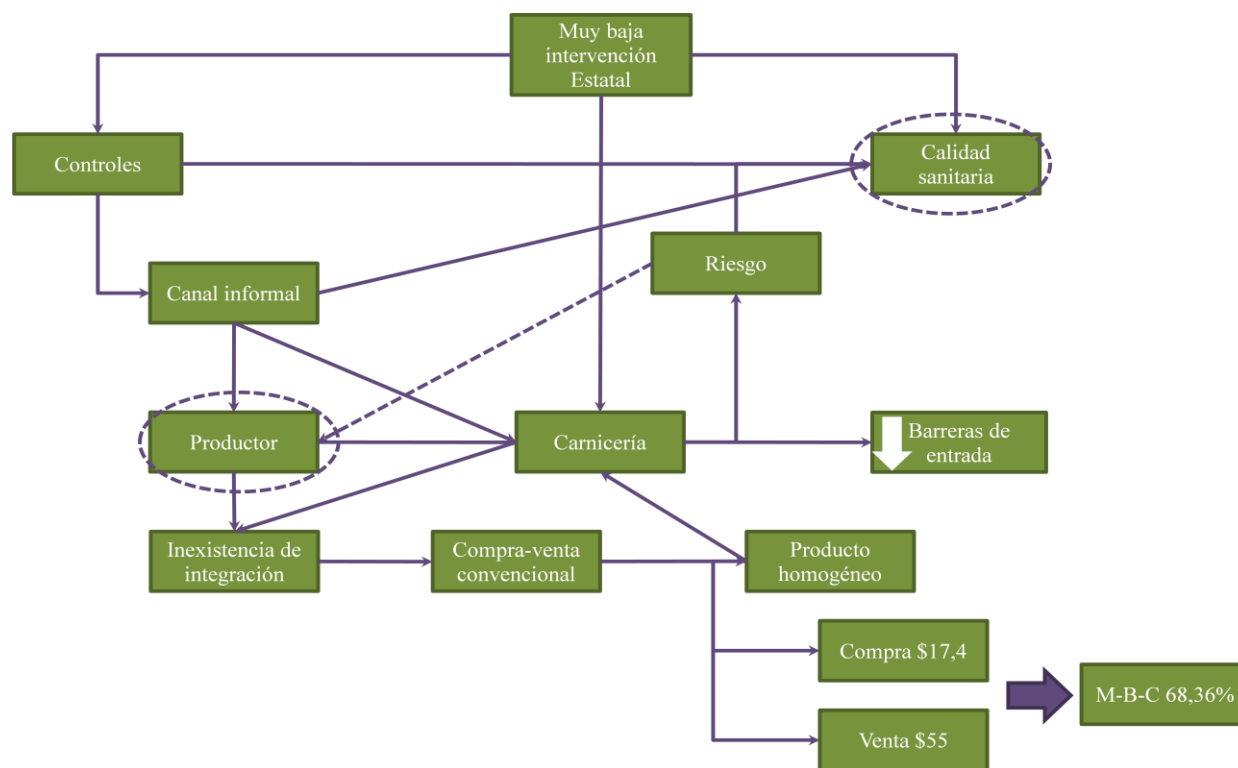 Muy baja
intervención
Estatal
Controles
Calidad
sanitaria
Riesgo
Canal informal
Productor
Carnicería
Barreras de
entrada
Inexistencia de
integración
Compra-venta
convencional
Producto
homogéneo
Compra $17,4
M-B-C 68,36%
Venta $55